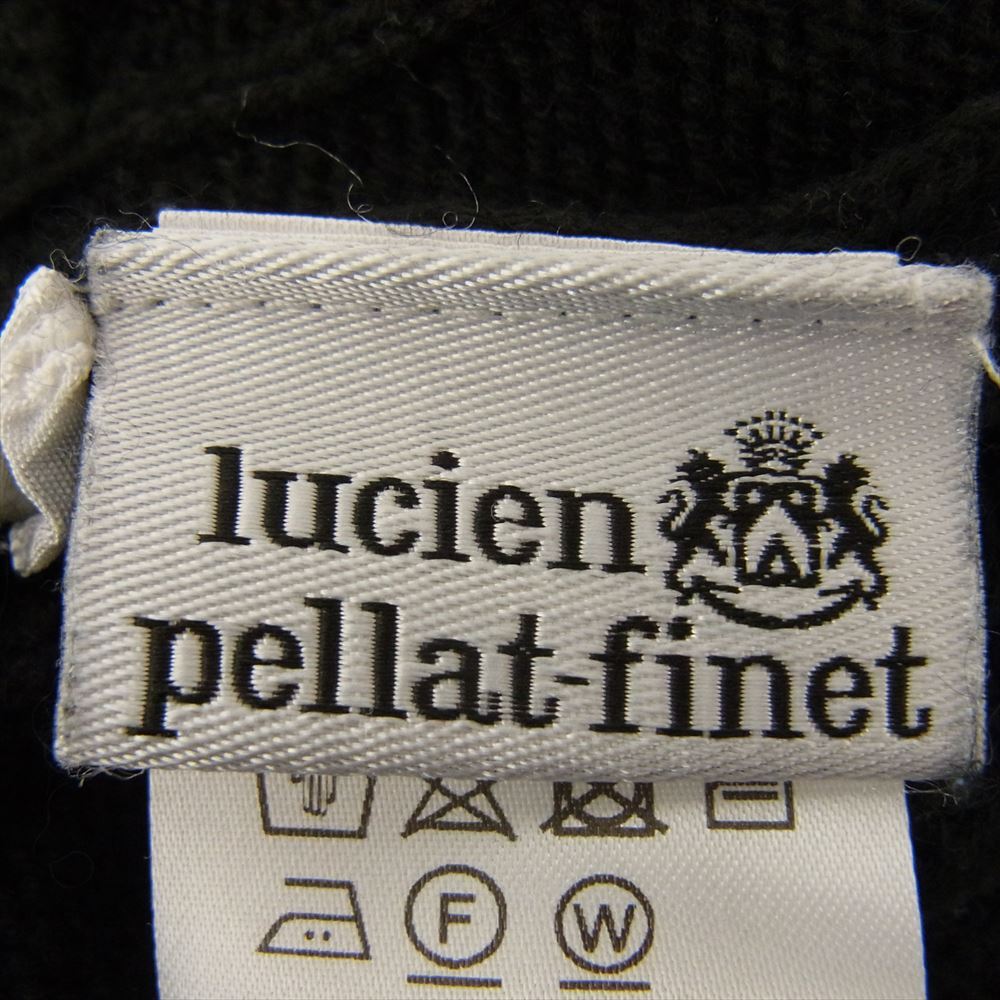 lucien
pellat-finet
F W